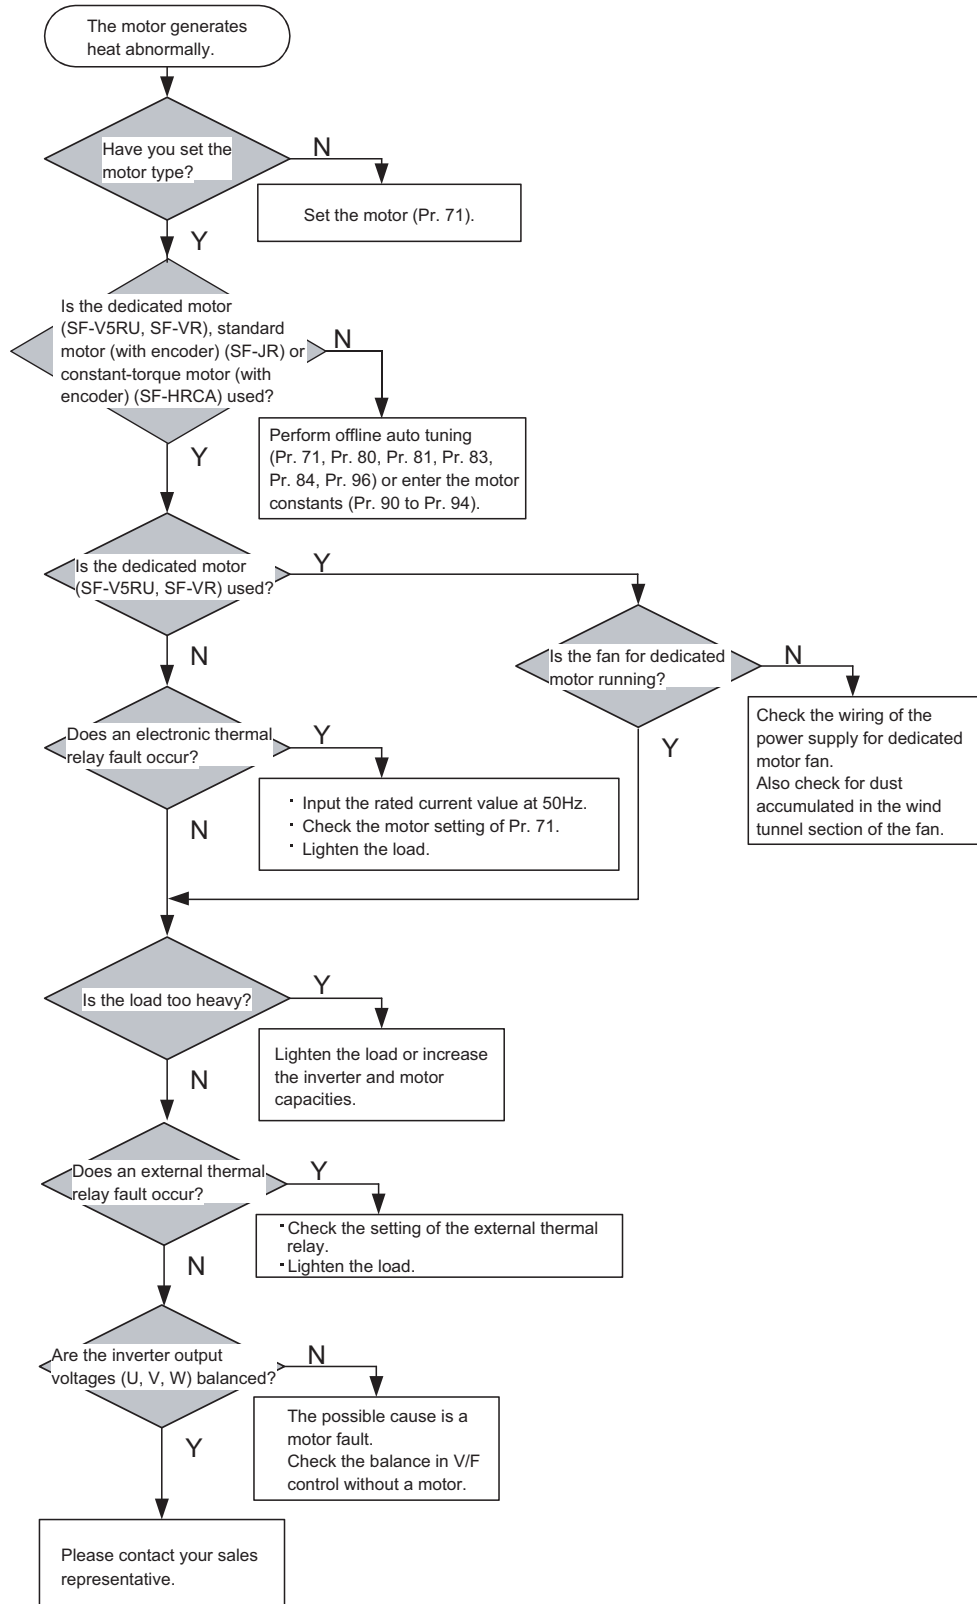 The motor generates
heat abnormally.
Have you set the
motor type?
N
Set the motor (Pr. 71).
Y
Is the dedicated motor
(SF-V5RU, SF-VR), standard
motor (with encoder) (SF-JR) or
constant-torque motor (with
encoder) (SF-HRCA) used?
N
Perform offline auto tuning
(Pr. 71, Pr. 80, Pr. 81, Pr. 83,
Pr. 84, Pr. 96) or enter the motor
constants (Pr. 90 to Pr. 94).
Y
Is the dedicated motor
(SF-V5RU, SF-VR) used?
Y
N
Is the fan for dedicated
motor running?
N
Check the wiring of the
power supply for dedicated
motor fan.
Also check for dust
accumulated in the wind
tunnel section of the fan.
Y
Does an electronic thermal
relay fault occur?
Y
· Input the rated current value at 50Hz.
· Check the motor setting of Pr. 71.
· Lighten the load.
N
Is the load too heavy?
Y
Lighten the load or increase
the inverter and motor
capacities.
N
Does an external thermal
relay fault occur?
Y
· Check the setting of the external thermal
relay.
· Lighten the load.
N
Are the inverter output
voltages (U, V, W) balanced?
N
The possible cause is a
motor fault.
Check the balance in V/F
control without a motor.
Y
Please contact your sales
representative.